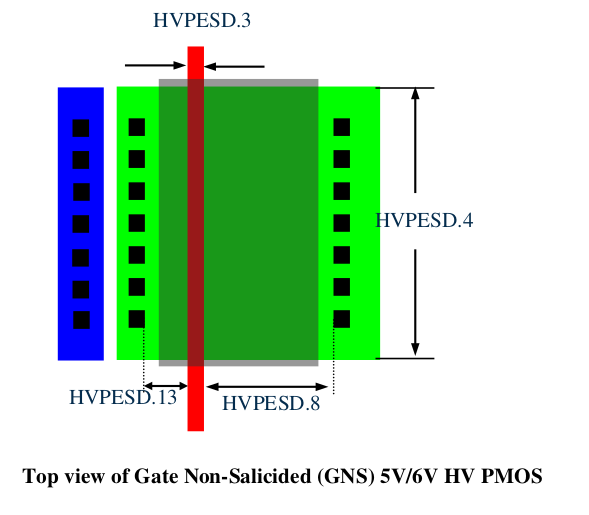 HVPESD.3
HVPESD.4
HVPESD.13
HVPESD.8
Top view of Gate Non-Salicided (GNS) 5V/6V HV PMOS